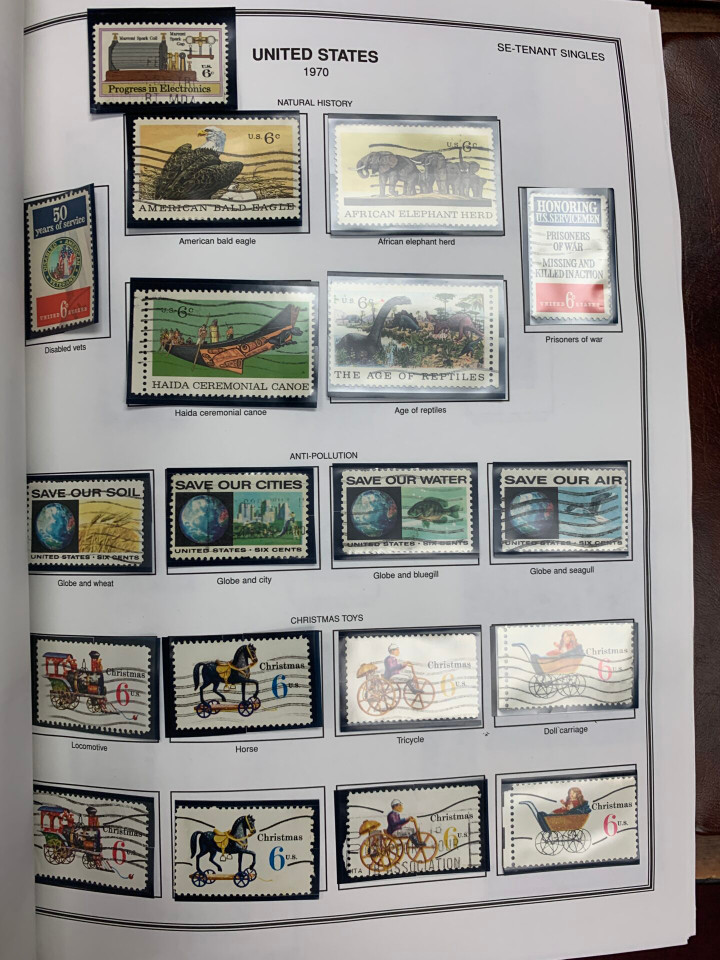 Marconi Spark Coil
Marconi Spark Gap
U.S.
6c
Progress in Electronics
UNITED STATES
1970
SE-TENANT SINGLES
NATURAL HISTORY
U.S. 6c
AMERICAN BALD EAGLE
American bald eagle
U.S. 6c
AFRICAN ELEPHANT HERD
African elephant herd
50
years of service
UNITED 6 STATES
Disabled vets
HONORING
U.S. SERVICEMEN
PRISONERS
OF WAR
MISSING AND
KILLED IN ACTION
UNITED 6 STATES
Prisoners of war
U.S. 6c
HAIDA CEREMONIAL CANOE
Haida ceremonial canoe
U.S. 6c
THE AGE OF REPTILES
Age of reptiles
ANTI-POLLUTION
SAVE OUR SOIL
UNITED STATES · SIX CENTS
Globe and wheat
SAVE OUR CITIES
UNITED STATES · SIX CENTS
Globe and city
SAVE OUR WATER
UNITED STATES · SIX CENTS
Globe and bluegill
SAVE OUR AIR
UNITED STATES · SIX CENTS
Globe and seagull
CHRISTMAS TOYS
Christmas
6 U.S.
Locomotive
Christmas
6 U.S.
Horse
Christmas
6 U.S.
Tricycle
Christmas
6 U.S.
Doll carriage
Christmas
6 U.S.
Christmas
6 U.S.
Christmas
6 U.S.
ASSOCIATION
Christmas
6 U.S.